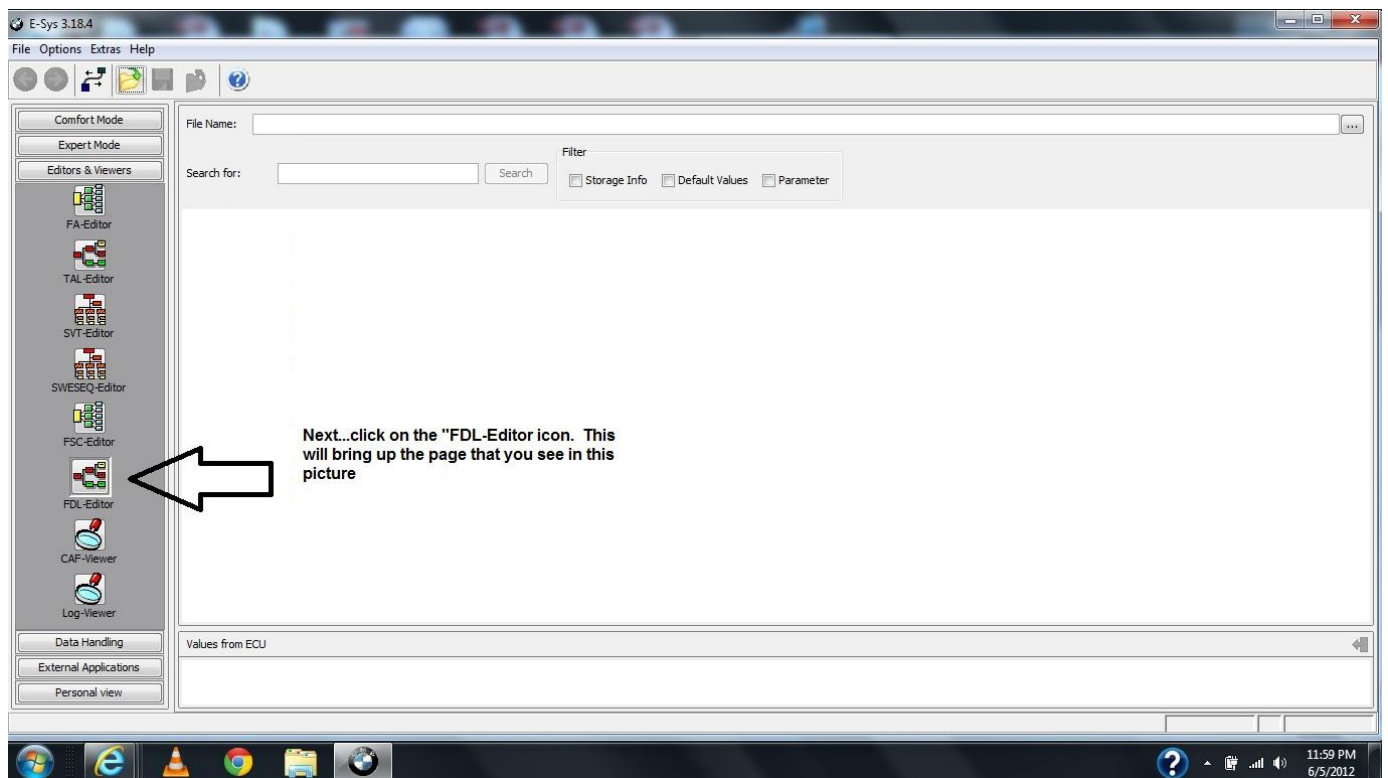 E-Sys 3.18.4
File Options Extras Help
Comfort Mode
Expert Mode
Editors & Viewers
FA-Editor
TAL-Editor
SVT-Editor
SWESEQ-Editor
FSC-Editor
FDL-Editor
CAF-Viewer
Log-Viewer
Data Handling
External Applications
Personal view
File Name:
...
Search for:
Search
Filter
Storage Info
Default Values
Parameter
Next...click on the "FDL-Editor icon. This
will bring up the page that you see in this
picture
Values from ECU
11:59 PM
6/5/2012